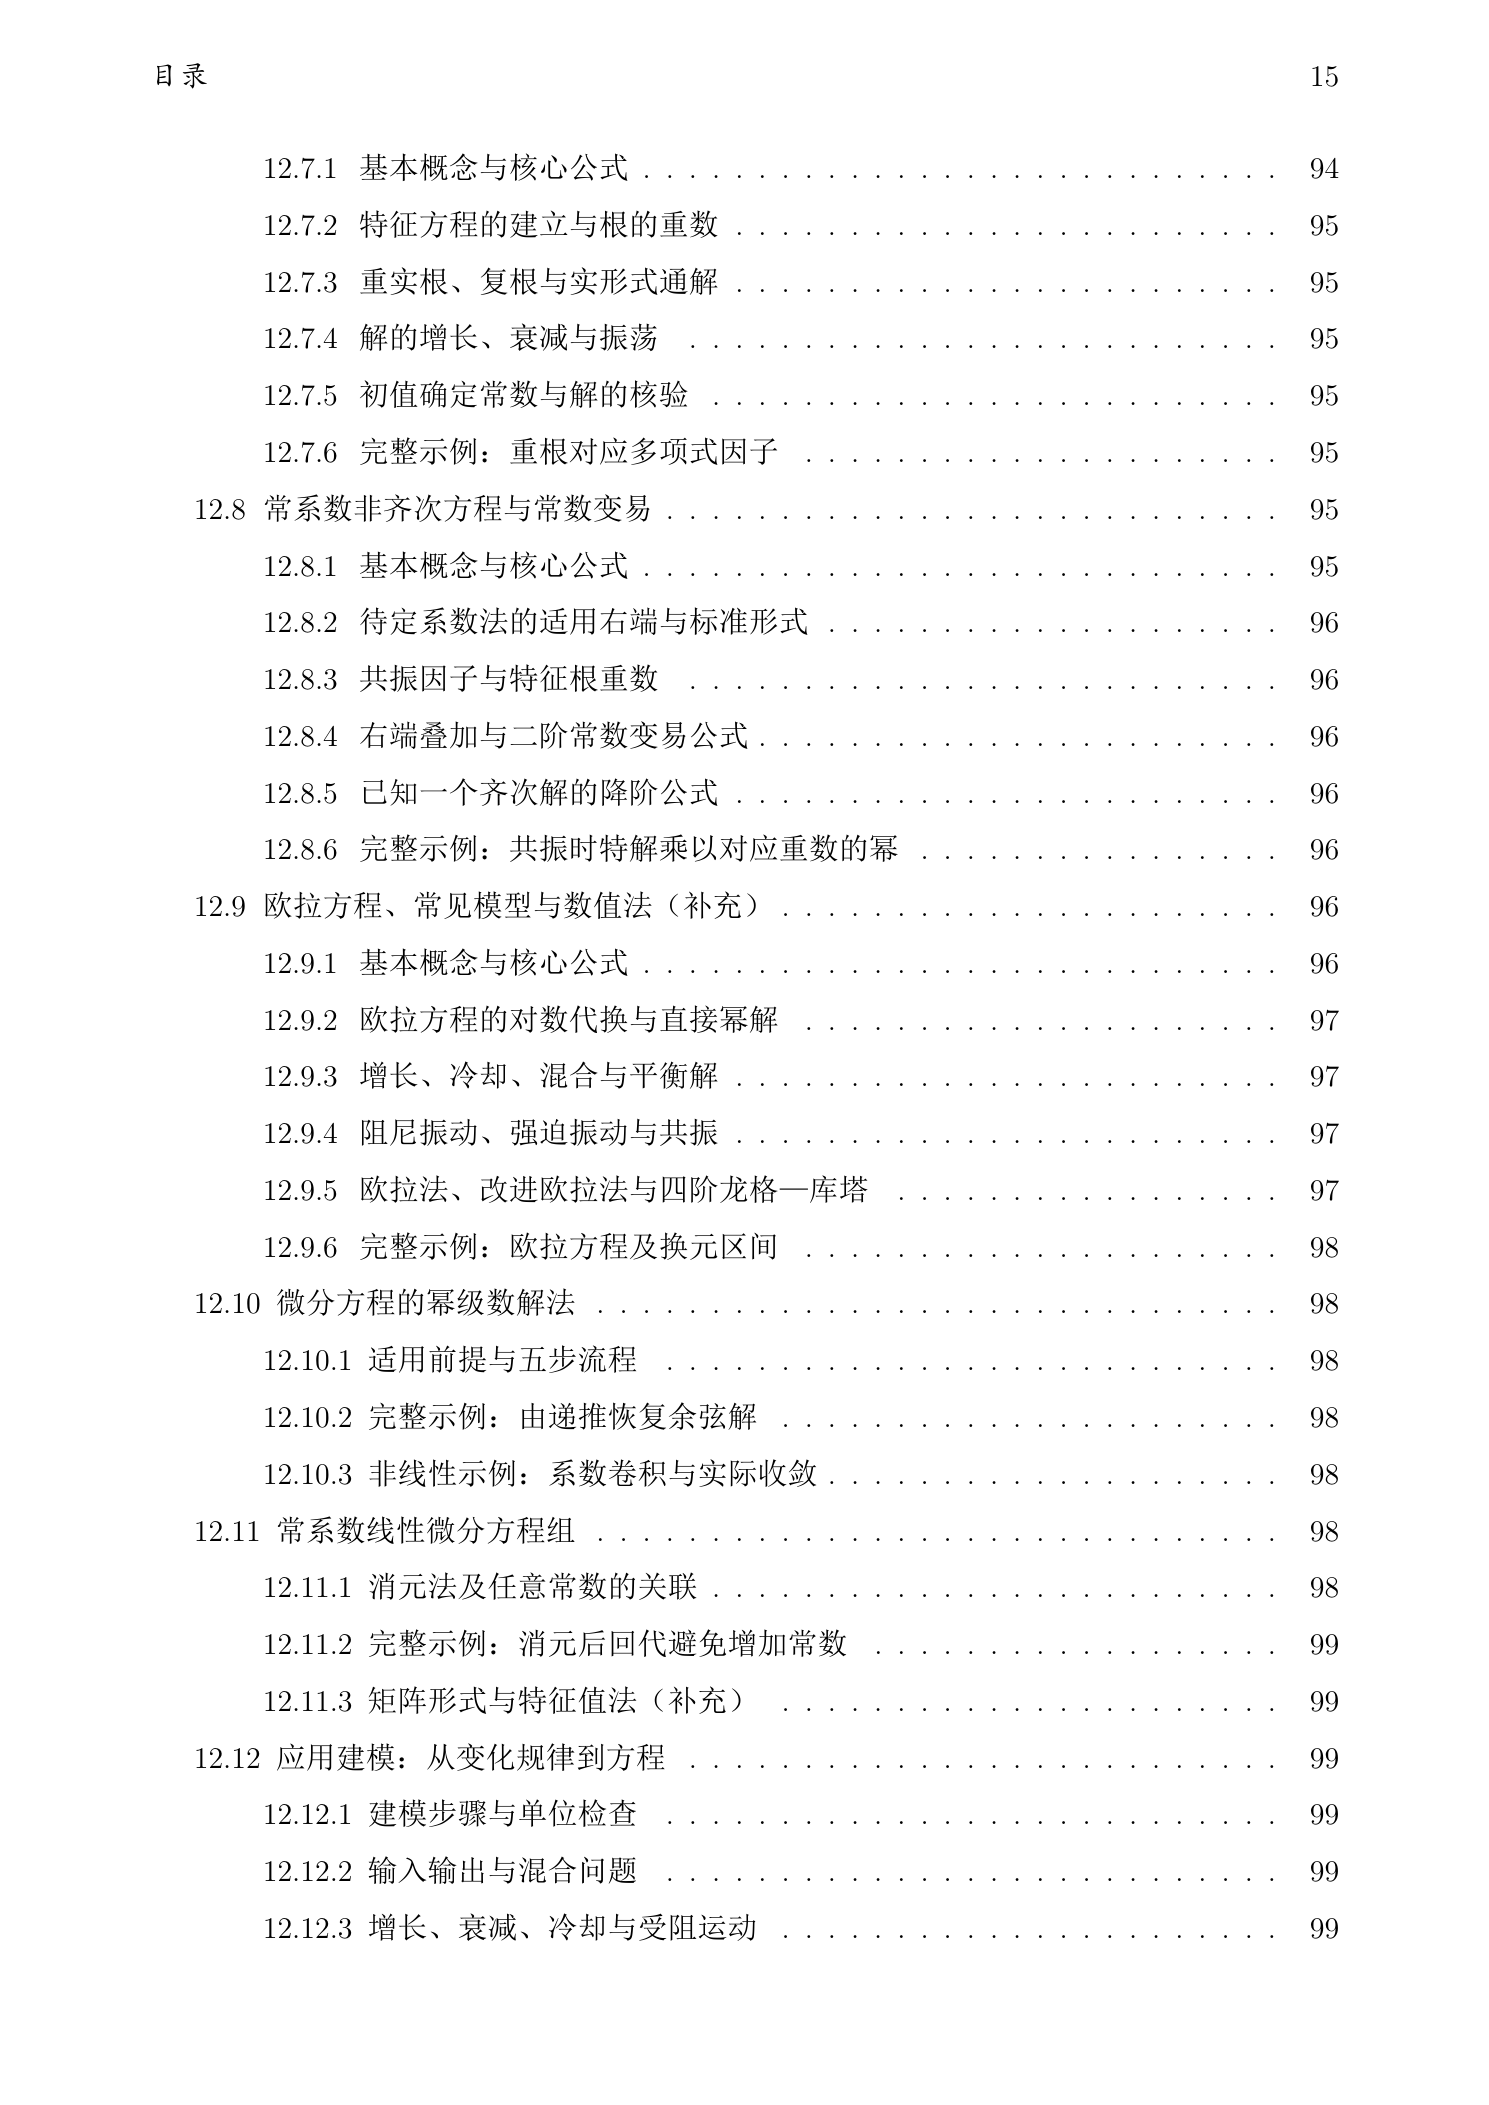 目录 15
12.7.1 基本概念与核心公式 . . . . . . . . . . . . . . . . . . . . . . . . . . . . 94
12.7.2 特征方程的建立与根的重数 . . . . . . . . . . . . . . . . . . . . . . . . 95
12.7.3 重实根、复根与实形式通解 . . . . . . . . . . . . . . . . . . . . . . . . 95
12.7.4 解的增长、衰减与振荡 . . . . . . . . . . . . . . . . . . . . . . . . . . 95
12.7.5 初值确定常数与解的核验 . . . . . . . . . . . . . . . . . . . . . . . . . 95
12.7.6 完整示例：重根对应多项式因子 . . . . . . . . . . . . . . . . . . . . . 95
12.8 常系数非齐次方程与常数变易 . . . . . . . . . . . . . . . . . . . . . . . . . . . 95
12.8.1 基本概念与核心公式 . . . . . . . . . . . . . . . . . . . . . . . . . . . . 95
12.8.2 待定系数法的适用右端与标准形式 . . . . . . . . . . . . . . . . . . . . 96
12.8.3 共振因子与特征根重数 . . . . . . . . . . . . . . . . . . . . . . . . . . 96
12.8.4 右端叠加与二阶常数变易公式 . . . . . . . . . . . . . . . . . . . . . . . 96
12.8.5 已知一个齐次解的降阶公式 . . . . . . . . . . . . . . . . . . . . . . . . 96
12.8.6 完整示例：共振时特解乘以对应重数的幂 . . . . . . . . . . . . . . . . 96
12.9 欧拉方程、常见模型与数值法（补充） . . . . . . . . . . . . . . . . . . . . . . 96
12.9.1 基本概念与核心公式 . . . . . . . . . . . . . . . . . . . . . . . . . . . . 96
12.9.2 欧拉方程的对数代换与直接幂解 . . . . . . . . . . . . . . . . . . . . . 97
12.9.3 增长、冷却、混合与平衡解 . . . . . . . . . . . . . . . . . . . . . . . . 97
12.9.4 阻尼振动、强迫振动与共振 . . . . . . . . . . . . . . . . . . . . . . . . 97
12.9.5 欧拉法、改进欧拉法与四阶龙格—库塔 . . . . . . . . . . . . . . . . . 97
12.9.6 完整示例：欧拉方程及换元区间 . . . . . . . . . . . . . . . . . . . . . 98
12.10 微分方程的幂级数解法 . . . . . . . . . . . . . . . . . . . . . . . . . . . . . . 98
12.10.1 适用前提与五步流程 . . . . . . . . . . . . . . . . . . . . . . . . . . . 98
12.10.2 完整示例：由递推恢复余弦解 . . . . . . . . . . . . . . . . . . . . . . 98
12.10.3 非线性示例：系数卷积与实际收敛 . . . . . . . . . . . . . . . . . . . . 98
12.11 常系数线性微分方程组 . . . . . . . . . . . . . . . . . . . . . . . . . . . . . . 98
12.11.1 消元法及任意常数的关联 . . . . . . . . . . . . . . . . . . . . . . . . . 98
12.11.2 完整示例：消元后回代避免增加常数 . . . . . . . . . . . . . . . . . . 99
12.11.3 矩阵形式与特征值法（补充） . . . . . . . . . . . . . . . . . . . . . . 99
12.12 应用建模：从变化规律到方程 . . . . . . . . . . . . . . . . . . . . . . . . . . 99
12.12.1 建模步骤与单位检查 . . . . . . . . . . . . . . . . . . . . . . . . . . . 99
12.12.2 输入输出与混合问题 . . . . . . . . . . . . . . . . . . . . . . . . . . . 99
12.12.3 增长、衰减、冷却与受阻运动 . . . . . . . . . . . . . . . . . . . . . . 99